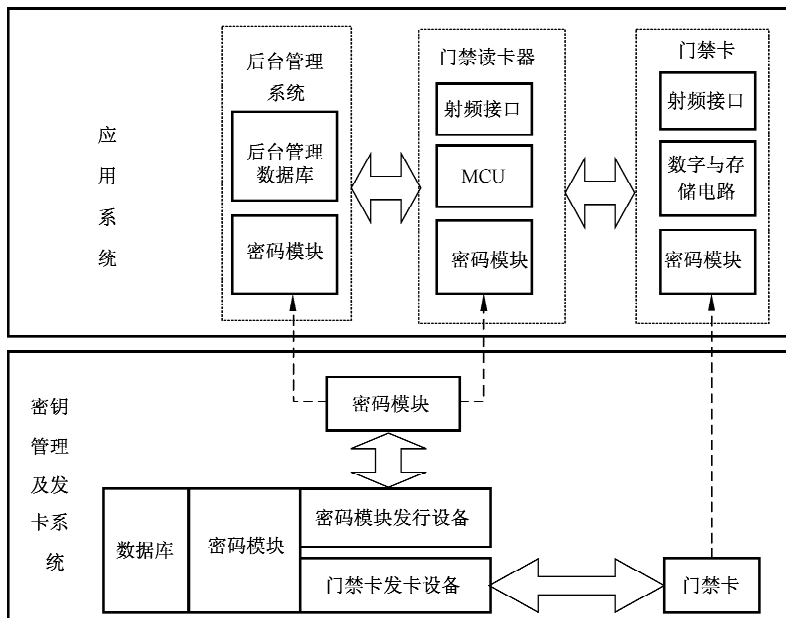 应
用
系
统
后台管理
系统
后台管理
数据库
密码模块
门禁读卡器
射频接口
MCU
密码模块
门禁卡
射频接口
数字与存
储电路
密码模块
密钥
管理
及发
卡系
统
密码模块
数据库
密码模块
密码模块发行设备
门禁卡发卡设备
门禁卡